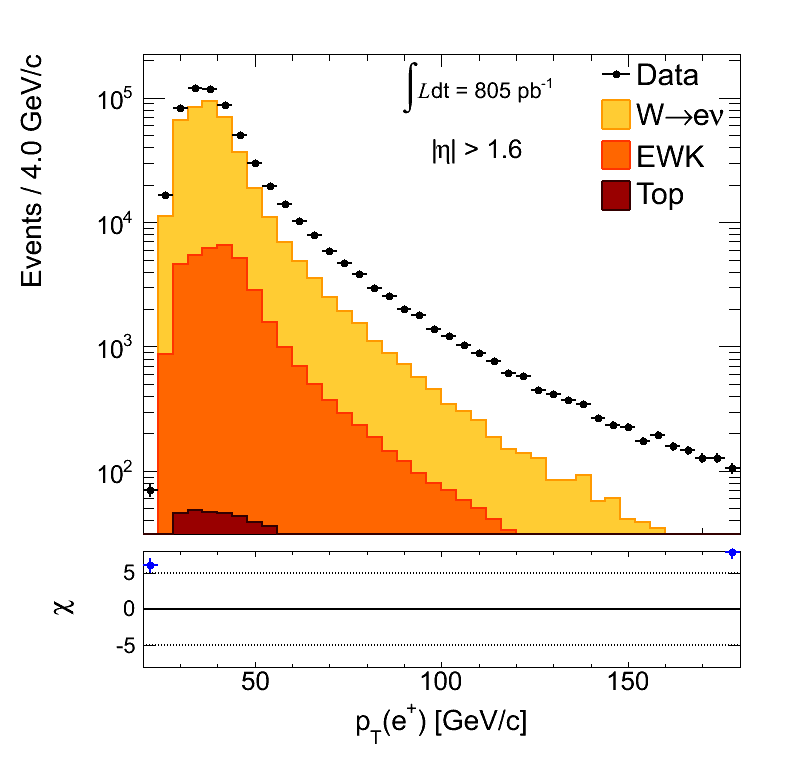 Events / 4.0 GeV/c
10⁵
10⁴
10³
10²
∫ Ldt = 805 pb⁻¹
|η| > 1.6
Data
W→eν
EWK
Top
χ
5
0
-5
50
100
150
p_T(e⁺) [GeV/c]